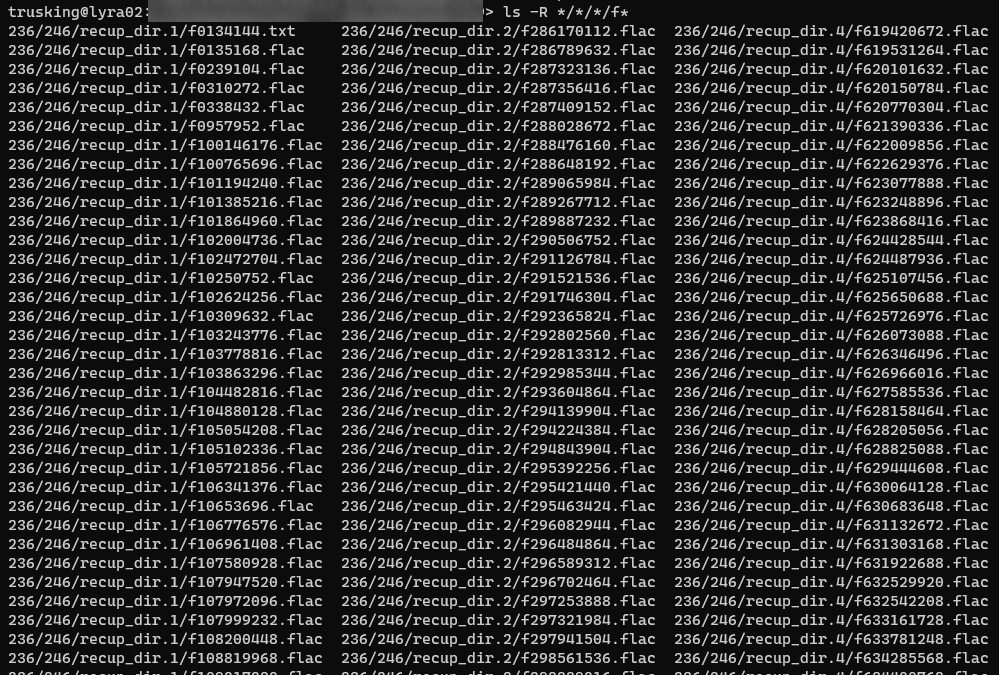 trusking@lyra02: > ls -R */*/*/f*
236/246/recup_dir.1/f0134144.txt 236/246/recup_dir.2/f286170112.flac 236/246/recup_dir.4/f619420672.flac
236/246/recup_dir.1/f0135168.flac 236/246/recup_dir.2/f286789632.flac 236/246/recup_dir.4/f619531264.flac
236/246/recup_dir.1/f0239104.flac 236/246/recup_dir.2/f287323136.flac 236/246/recup_dir.4/f620101632.flac
236/246/recup_dir.1/f0310272.flac 236/246/recup_dir.2/f287356416.flac 236/246/recup_dir.4/f620150784.flac
236/246/recup_dir.1/f0338432.flac 236/246/recup_dir.2/f287409152.flac 236/246/recup_dir.4/f620770304.flac
236/246/recup_dir.1/f0957952.flac 236/246/recup_dir.2/f288028672.flac 236/246/recup_dir.4/f621390336.flac
236/246/recup_dir.1/f100146176.flac 236/246/recup_dir.2/f288476160.flac 236/246/recup_dir.4/f622009856.flac
236/246/recup_dir.1/f100765696.flac 236/246/recup_dir.2/f288648192.flac 236/246/recup_dir.4/f622629376.flac
236/246/recup_dir.1/f101194240.flac 236/246/recup_dir.2/f289065984.flac 236/246/recup_dir.4/f623077888.flac
236/246/recup_dir.1/f101385216.flac 236/246/recup_dir.2/f289267712.flac 236/246/recup_dir.4/f623248896.flac
236/246/recup_dir.1/f101864960.flac 236/246/recup_dir.2/f289887232.flac 236/246/recup_dir.4/f623868416.flac
236/246/recup_dir.1/f102004736.flac 236/246/recup_dir.2/f290506752.flac 236/246/recup_dir.4/f624428544.flac
236/246/recup_dir.1/f102472704.flac 236/246/recup_dir.2/f291126784.flac 236/246/recup_dir.4/f624487936.flac
236/246/recup_dir.1/f10250752.flac 236/246/recup_dir.2/f291521536.flac 236/246/recup_dir.4/f625107456.flac
236/246/recup_dir.1/f102624256.flac 236/246/recup_dir.2/f291746304.flac 236/246/recup_dir.4/f625650688.flac
236/246/recup_dir.1/f10309632.flac 236/246/recup_dir.2/f292365824.flac 236/246/recup_dir.4/f625726976.flac
236/246/recup_dir.1/f103243776.flac 236/246/recup_dir.2/f292802560.flac 236/246/recup_dir.4/f626073088.flac
236/246/recup_dir.1/f103778816.flac 236/246/recup_dir.2/f292813312.flac 236/246/recup_dir.4/f626346496.flac
236/246/recup_dir.1/f103863296.flac 236/246/recup_dir.2/f292985344.flac 236/246/recup_dir.4/f626966016.flac
236/246/recup_dir.1/f104482816.flac 236/246/recup_dir.2/f293604864.flac 236/246/recup_dir.4/f627585536.flac
236/246/recup_dir.1/f104880128.flac 236/246/recup_dir.2/f294139904.flac 236/246/recup_dir.4/f628158464.flac
236/246/recup_dir.1/f105054208.flac 236/246/recup_dir.2/f294224384.flac 236/246/recup_dir.4/f628205056.flac
236/246/recup_dir.1/f105102336.flac 236/246/recup_dir.2/f294843904.flac 236/246/recup_dir.4/f628825088.flac
236/246/recup_dir.1/f105721856.flac 236/246/recup_dir.2/f295392256.flac 236/246/recup_dir.4/f629444608.flac
236/246/recup_dir.1/f106341376.flac 236/246/recup_dir.2/f295421440.flac 236/246/recup_dir.4/f630064128.flac
236/246/recup_dir.1/f10653696.flac 236/246/recup_dir.2/f295463424.flac 236/246/recup_dir.4/f630683648.flac
236/246/recup_dir.1/f106776576.flac 236/246/recup_dir.2/f296082944.flac 236/246/recup_dir.4/f631132672.flac
236/246/recup_dir.1/f106961408.flac 236/246/recup_dir.2/f296484864.flac 236/246/recup_dir.4/f631303168.flac
236/246/recup_dir.1/f107580928.flac 236/246/recup_dir.2/f296589312.flac 236/246/recup_dir.4/f631922688.flac
236/246/recup_dir.1/f107947520.flac 236/246/recup_dir.2/f296702464.flac 236/246/recup_dir.4/f632529920.flac
236/246/recup_dir.1/f107972096.flac 236/246/recup_dir.2/f297253888.flac 236/246/recup_dir.4/f632542208.flac
236/246/recup_dir.1/f107999232.flac 236/246/recup_dir.2/f297321984.flac 236/246/recup_dir.4/f633161728.flac
236/246/recup_dir.1/f108200448.flac 236/246/recup_dir.2/f297941504.flac 236/246/recup_dir.4/f633781248.flac
236/246/recup_dir.1/f108819968.flac 236/246/recup_dir.2/f298561536.flac 236/246/recup_dir.4/f634285568.flac